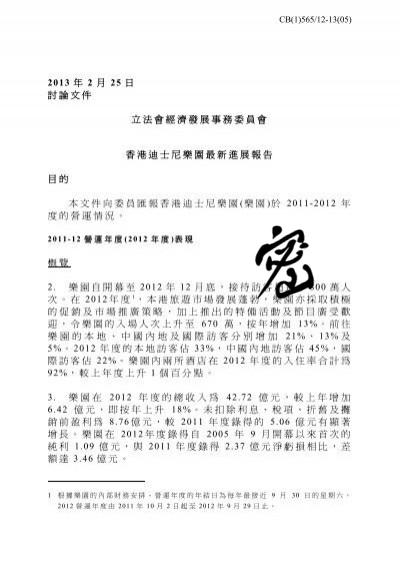 CB(1)565/12-13(05)
2013 年 2 月 25 日
討論文件
立法會經濟發展事務委員會
香港迪士尼樂園最新進展報告
目的
本文件向委員匯報香港迪士尼樂園(樂園)於 2011-2012 年
度的營運情況。
2011-12 營運年度(2012 年度)表現
概覽
2. 樂園自開幕至 2012 年 12 月底，接待訪客 00 萬人
次。在 2012年度1，本港旅遊市場發展蓬勃，樂園亦採取積極
的促銷及市場推廣策略，加上推出的特備活動及節目廣受歡
迎，令樂園的入場人次上升至 670 萬，按年增加 13%。前往
樂園的本地、中國內地及國際訪客分別增加 21%、13%及
5%。2012 年度的本地訪客佔 33%，中國內地訪客佔 45%，國
際訪客佔 22%。樂園內兩所酒店在 2012 年度的入住率合計為
92%，較上年度上升 1 個百分點。
3. 樂園在 2012 年度的總收入為 42.72 億元，較上年增加
6.42 億元，即按年上升 18%。未扣除利息、稅項、折舊及攤
銷前盈利為 8.76億元，較 2011 年度錄得的 5.06 億元有顯著
增長。樂園在 2012年度錄得自 2005 年 9 月開幕以來首次的
純利 1.09 億元，與 2011 年度錄得 2.37 億元淨虧損相比，差
額達 3.46 億元。
1 根據樂園的內部財務安排，營運年度的年結日為每年最接近 9 月 30 日的星期六。
2012 營運年度由 2011 年 10 月 2 日起至 2012 年 9 月 29 日止。